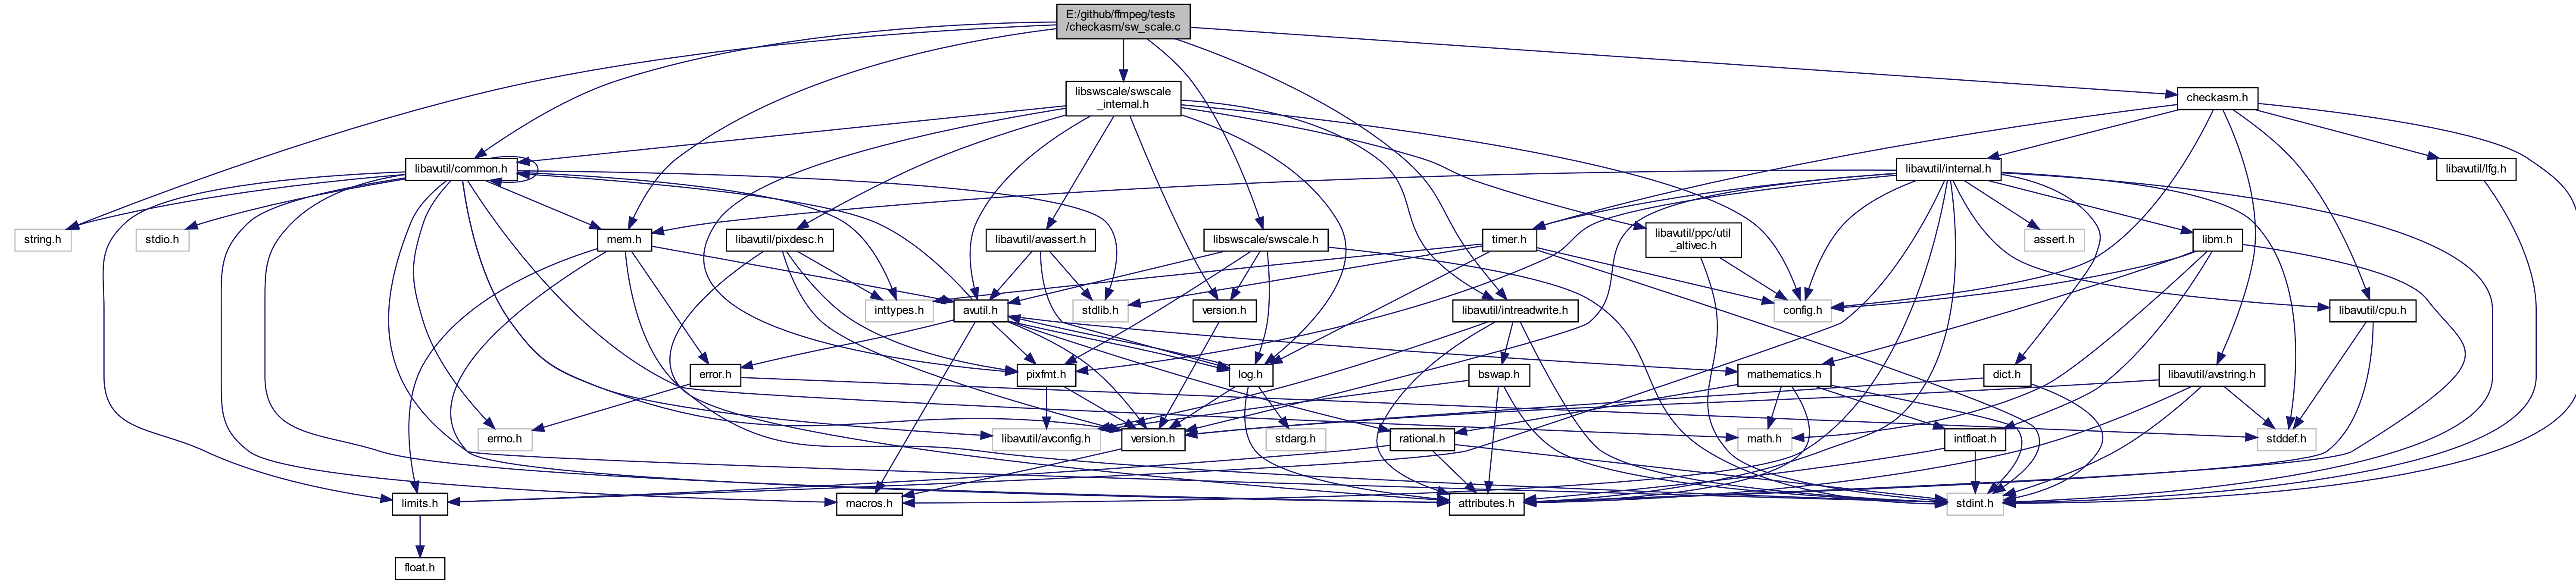 E:/github/ffmpeg/tests
/checkasm/sw_scale.c
libswscale/swscale
_internal.h
checkasm.h
libavutil/common.h
libavutil/internal.h
libavutil/lfg.h
string.h
stdio.h
mem.h
libavutil/pixdesc.h
libavutil/avassert.h
libswscale/swscale.h
timer.h
libavutil/ppc/util
_altivec.h
assert.h
libm.h
inttypes.h
avutil.h
stdlib.h
version.h
libavutil/intreadwrite.h
config.h
libavutil/cpu.h
error.h
pixfmt.h
log.h
bswap.h
mathematics.h
dict.h
libavutil/avstring.h
errno.h
libavutil/avconfig.h
version.h
stdarg.h
rational.h
math.h
intfloat.h
stddef.h
limits.h
macros.h
attributes.h
stdint.h
float.h